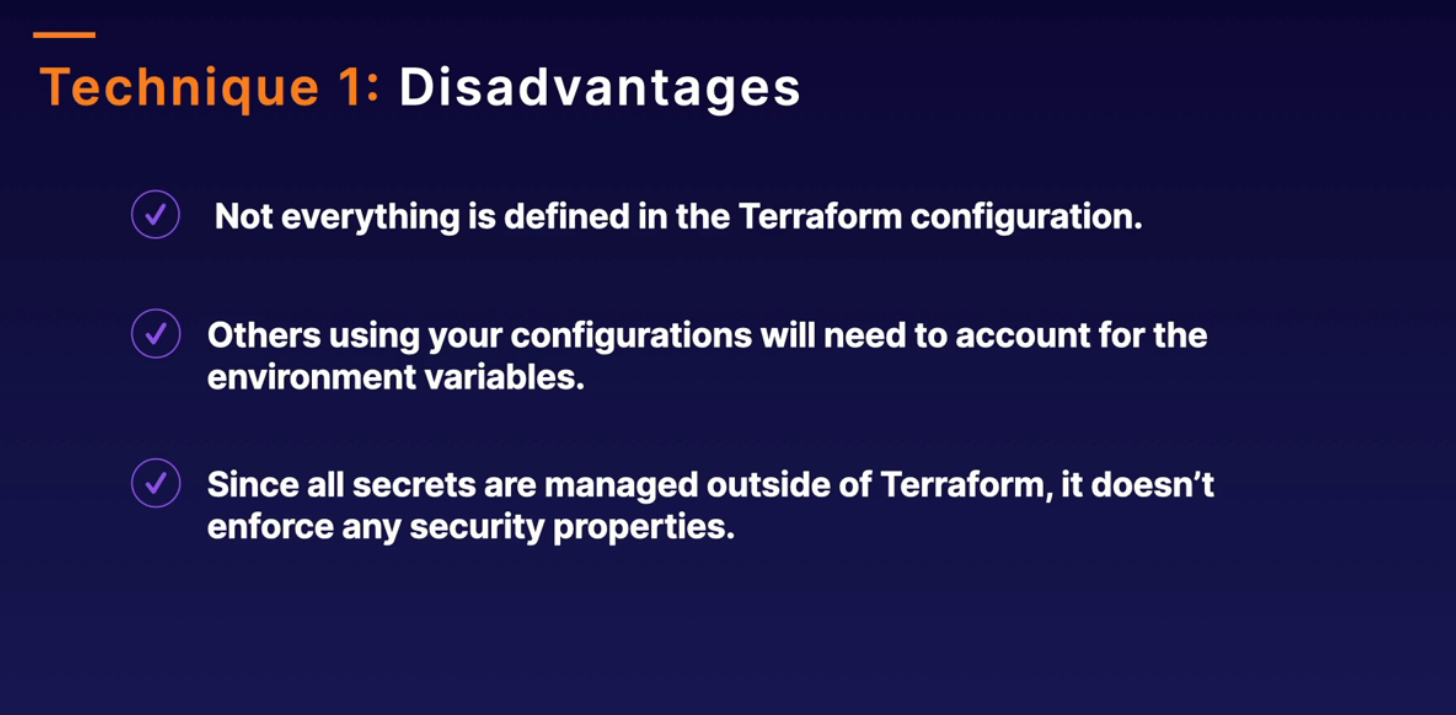 Technique 1: Disadvantages
Not everything is defined in the Terraform configuration.
Others using your configurations will need to account for the
environment variables.
Since all secrets are managed outside of Terraform, it doesn’t
enforce any security properties.